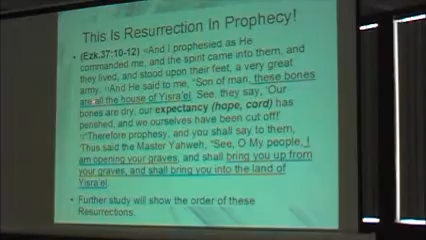 This Is Resurrection In Prophecy!
• (Ezk.37:10-12) 10And I prophesied as He
commanded me, and the spirit came into them, and
they lived, and stood upon their feet, a very great
army. 11And He said to me, "Son of man, these bones
are all the house of Yisra'el. See, they say, 'Our
bones are dry, our expectancy (hope, cord) has
perished, and we ourselves have been cut off!'
12"Therefore prophesy, and you shall say to them,
'Thus said the Master Yahweh, "See, O My people, I
am opening your graves, and shall bring you up from
your graves, and shall bring you into the land of
Yisra'el.
• Further study will show the order of these
Resurrections.